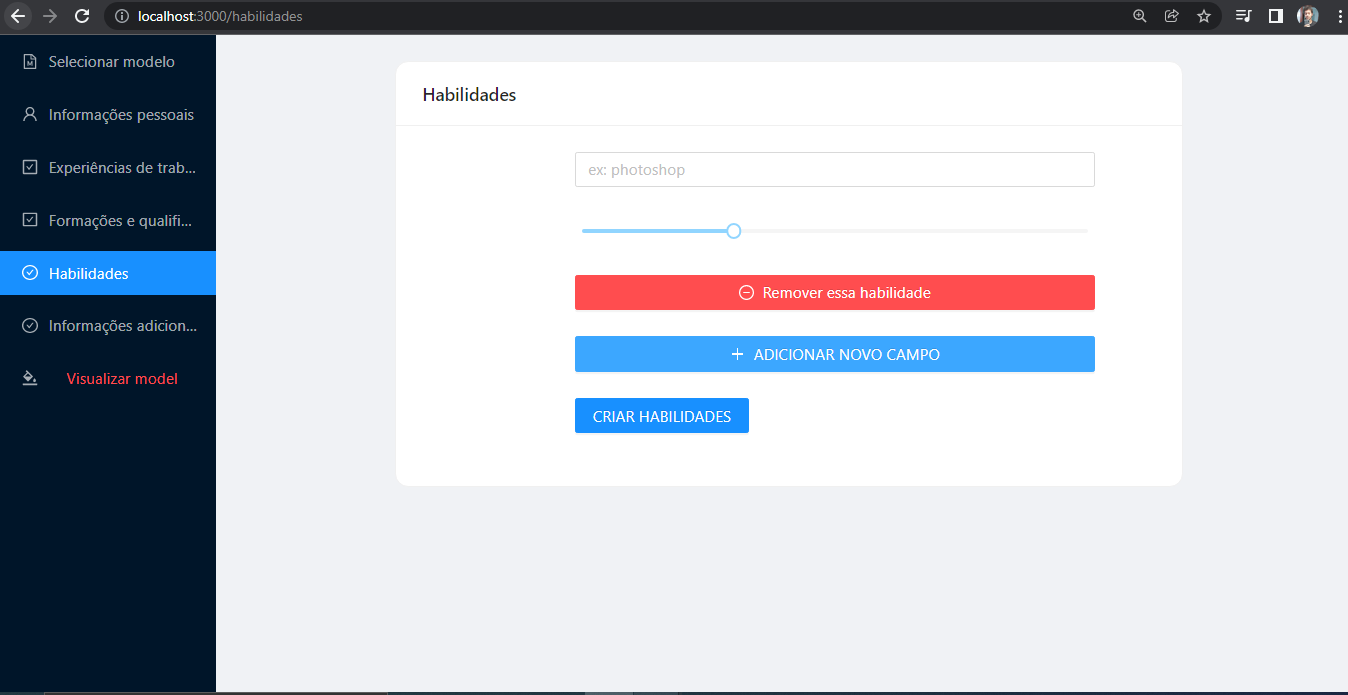 localhost:3000/habilidades
Selecionar modelo
Informações pessoais
Experiências de trab...
Formações e qualifi...
Habilidades
Informações adicion...
Visualizar model
Habilidades
ex: photoshop
Remover essa habilidade
ADICIONAR NOVO CAMPO
CRIAR HABILIDADES